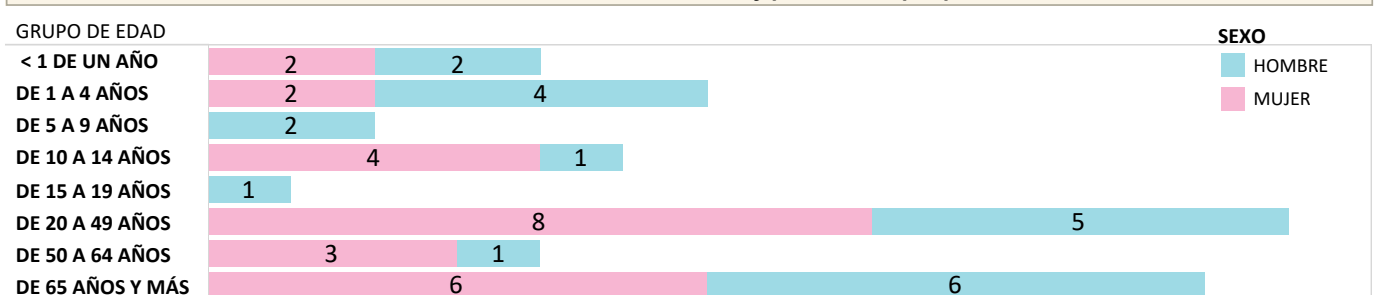 GRUPO DE EDAD
SEXO
< 1 DE UN AÑO 2 2
HOMBRE
DE 1 A 4 AÑOS 2 4
MUJER
DE 5 A 9 AÑOS 2
DE 10 A 14 AÑOS 4 1
DE 15 A 19 AÑOS 1
DE 20 A 49 AÑOS 8 5
DE 50 A 64 AÑOS 3 1
DE 65 AÑOS Y MÁS 6 6